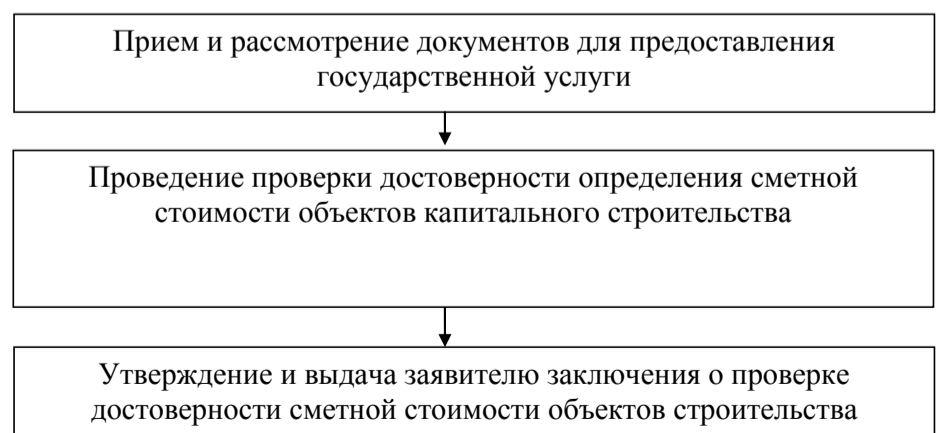 Прием и рассмотрение документов для предоставления
государственной услуги
Проведение проверки достоверности определения сметной
стоимости объектов капитального строительства
Утверждение и выдача заявителю заключения о проверке
достоверности сметной стоимости объектов строительства